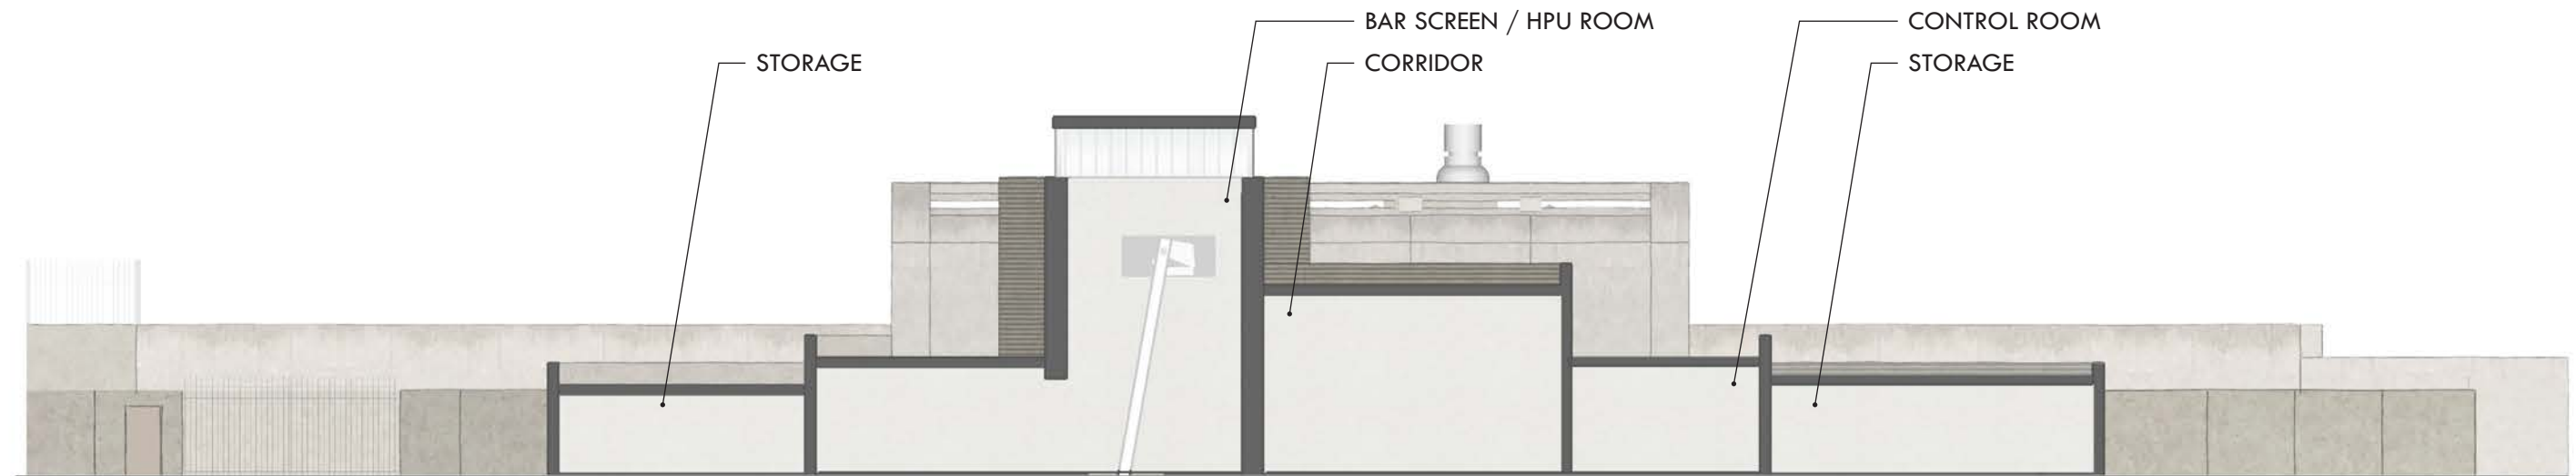 BAR SCREEN / HPU ROOM
CONTROL ROOM
STORAGE
CORRIDOR
STORAGE